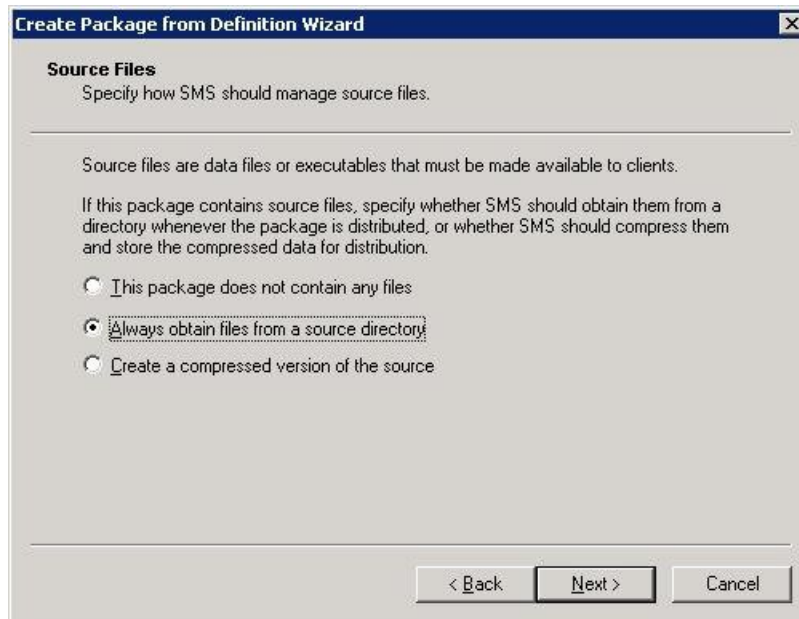 Create Package from Definition Wizard
Source Files
Specify how SMS should manage source files.
Source files are data files or executables that must be made available to clients.
If this package contains source files, specify whether SMS should obtain them from a
directory whenever the package is distributed, or whether SMS should compress them
and store the compressed data for distribution.
This package does not contain any files
Always obtain files from a source directory
Create a compressed version of the source
< Back Next > Cancel